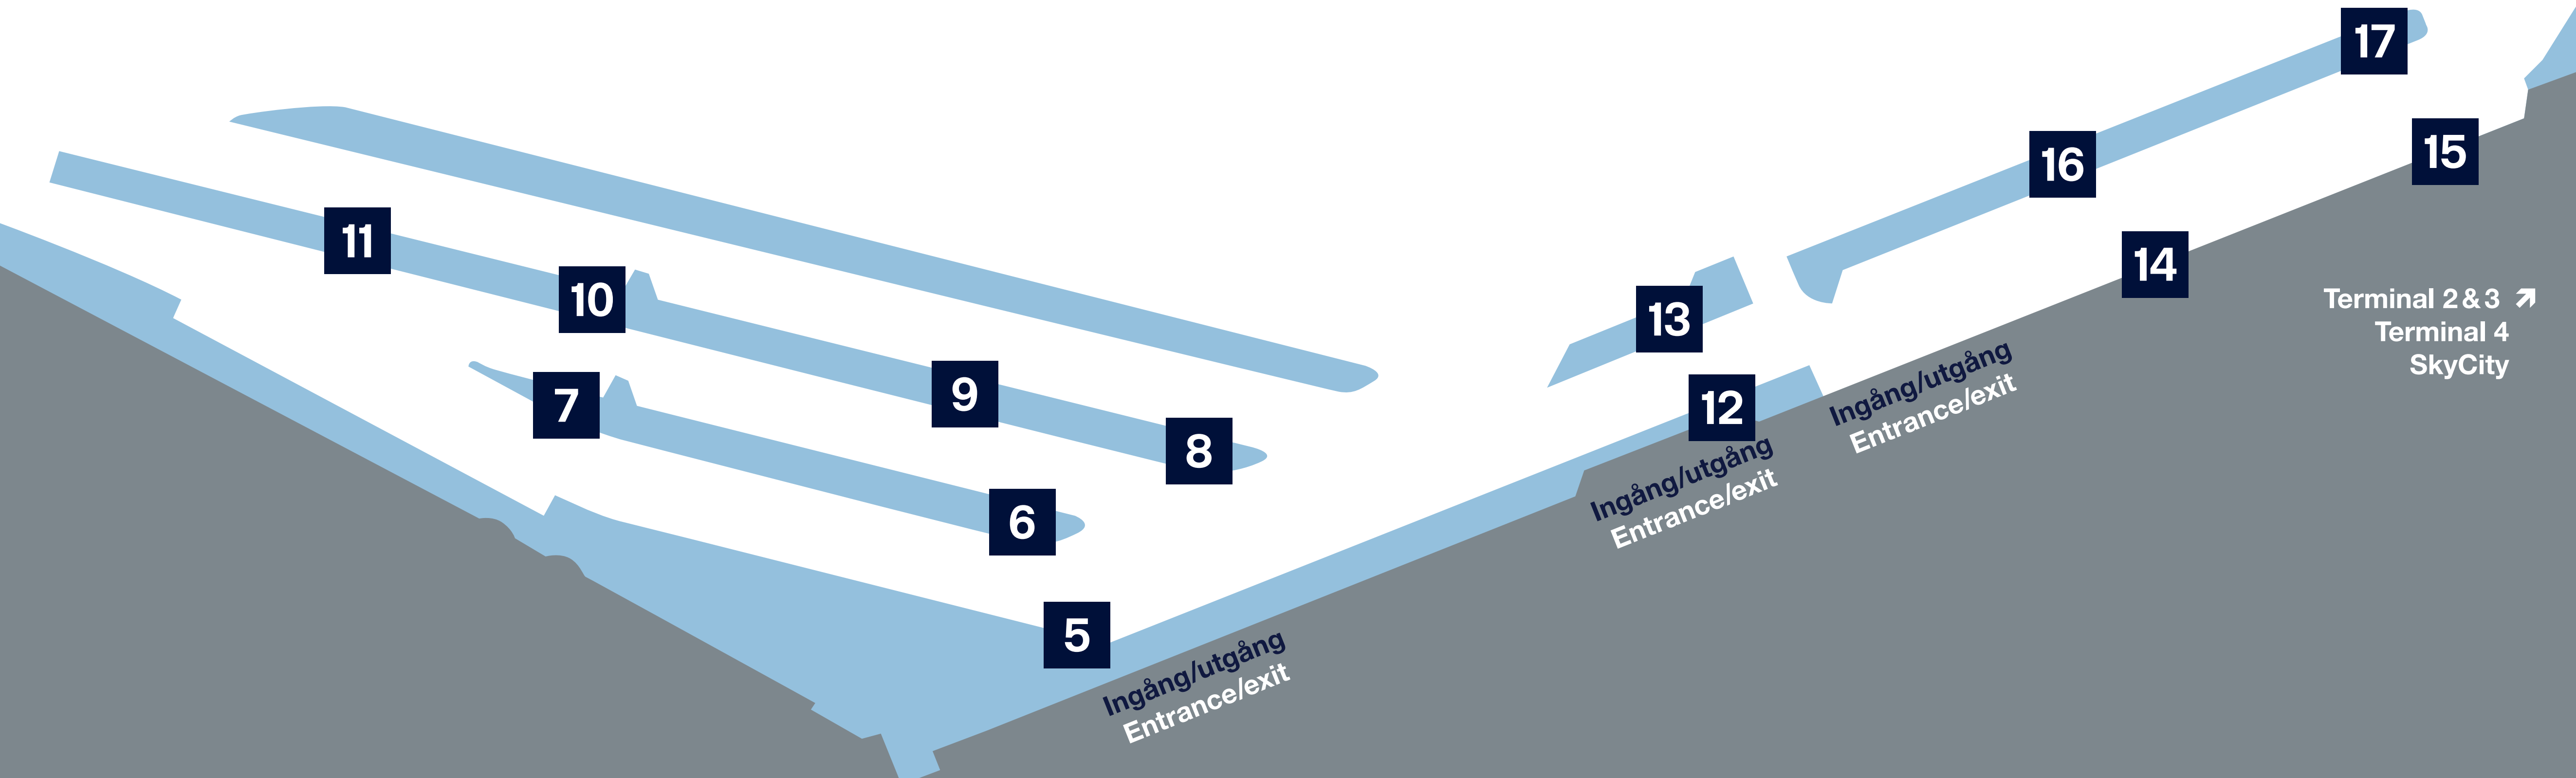 17
15
16
11
14
10
13
Terminal 2 & 3
Terminal 4
SkyCity
9
7
12
Ingång/utgång
Entrance/exit
8
Ingång/utgång
Entrance/exit
6
5
Ingång/utgång
Entrance/exit